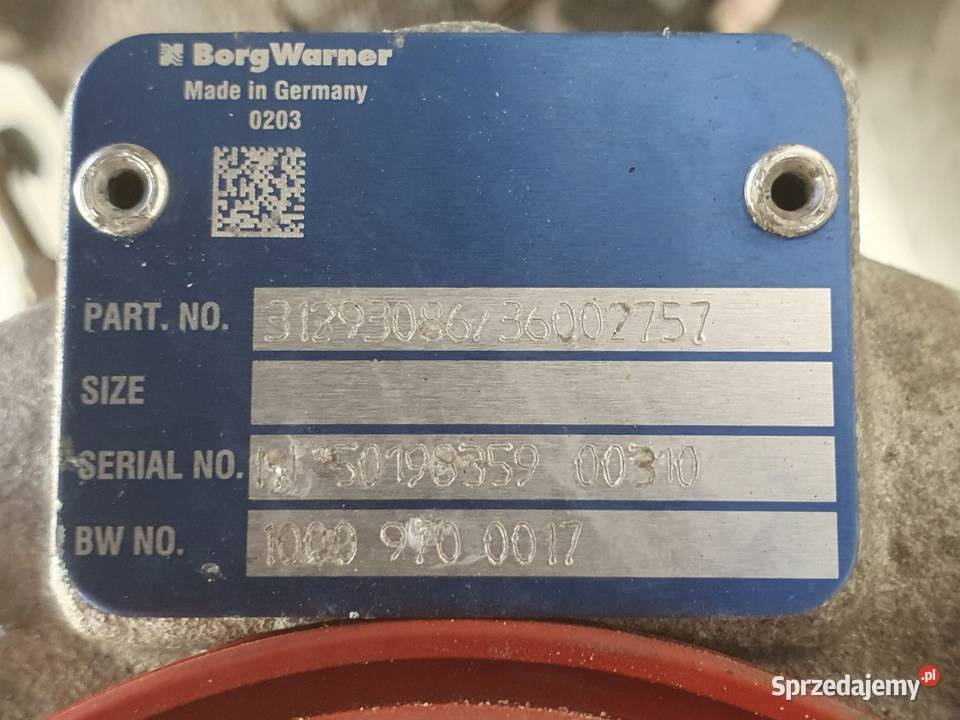 BorgWarner
Made in Germany
0203
PART. NO. 31293086/36002757
SIZE
SERIAL NO. 50198359 00310
BW NO. 1009 970 0017
Sprzedajemy.pl